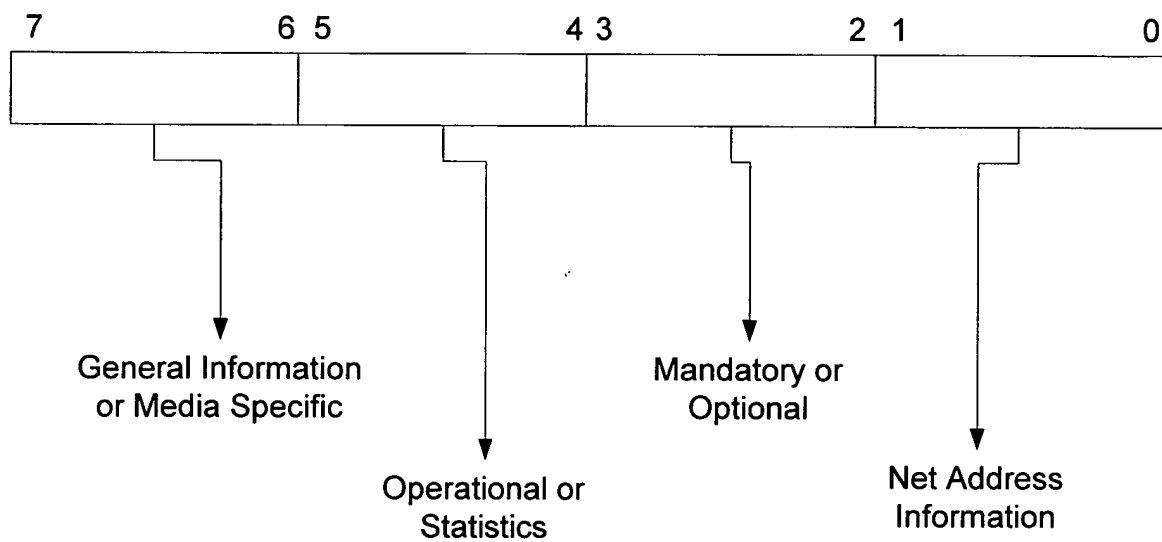 7 6 5 4 3 2 1 0
General Information
or Media Specific
Mandatory or
Optional
Operational or
Statistics
Net Address
Information